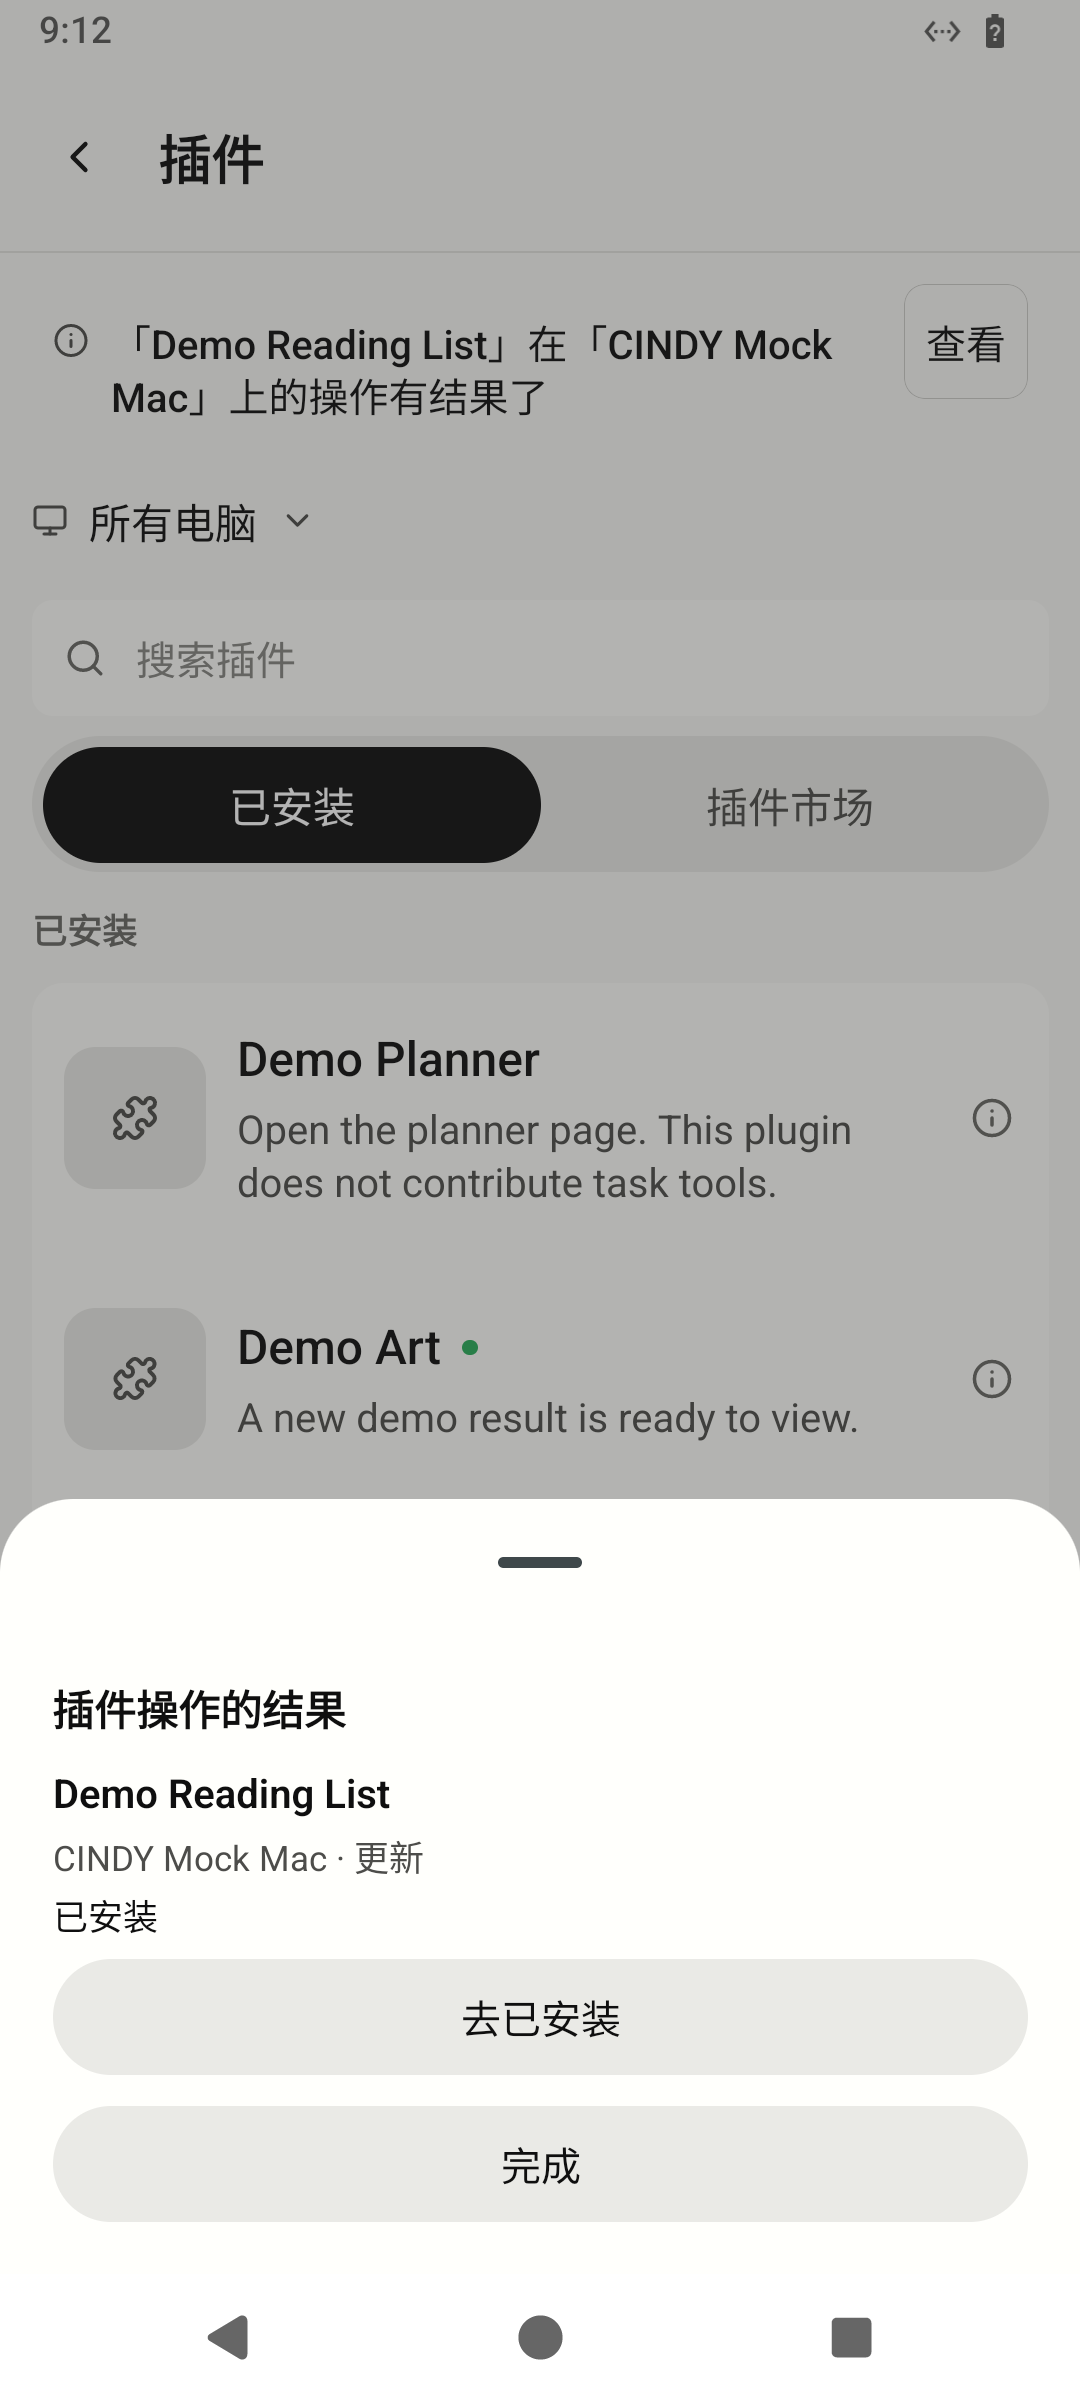 9:12
插件
「Demo Reading List」在「CINDY Mock
Mac」上的操作有结果了
查看
所有电脑
搜索插件
已安装
插件市场
已安装
Demo Planner
Open the planner page. This plugin
does not contribute task tools.
Demo Art
A new demo result is ready to view.
插件操作的结果
Demo Reading List
CINDY Mock Mac · 更新
已安装
去已安装
完成